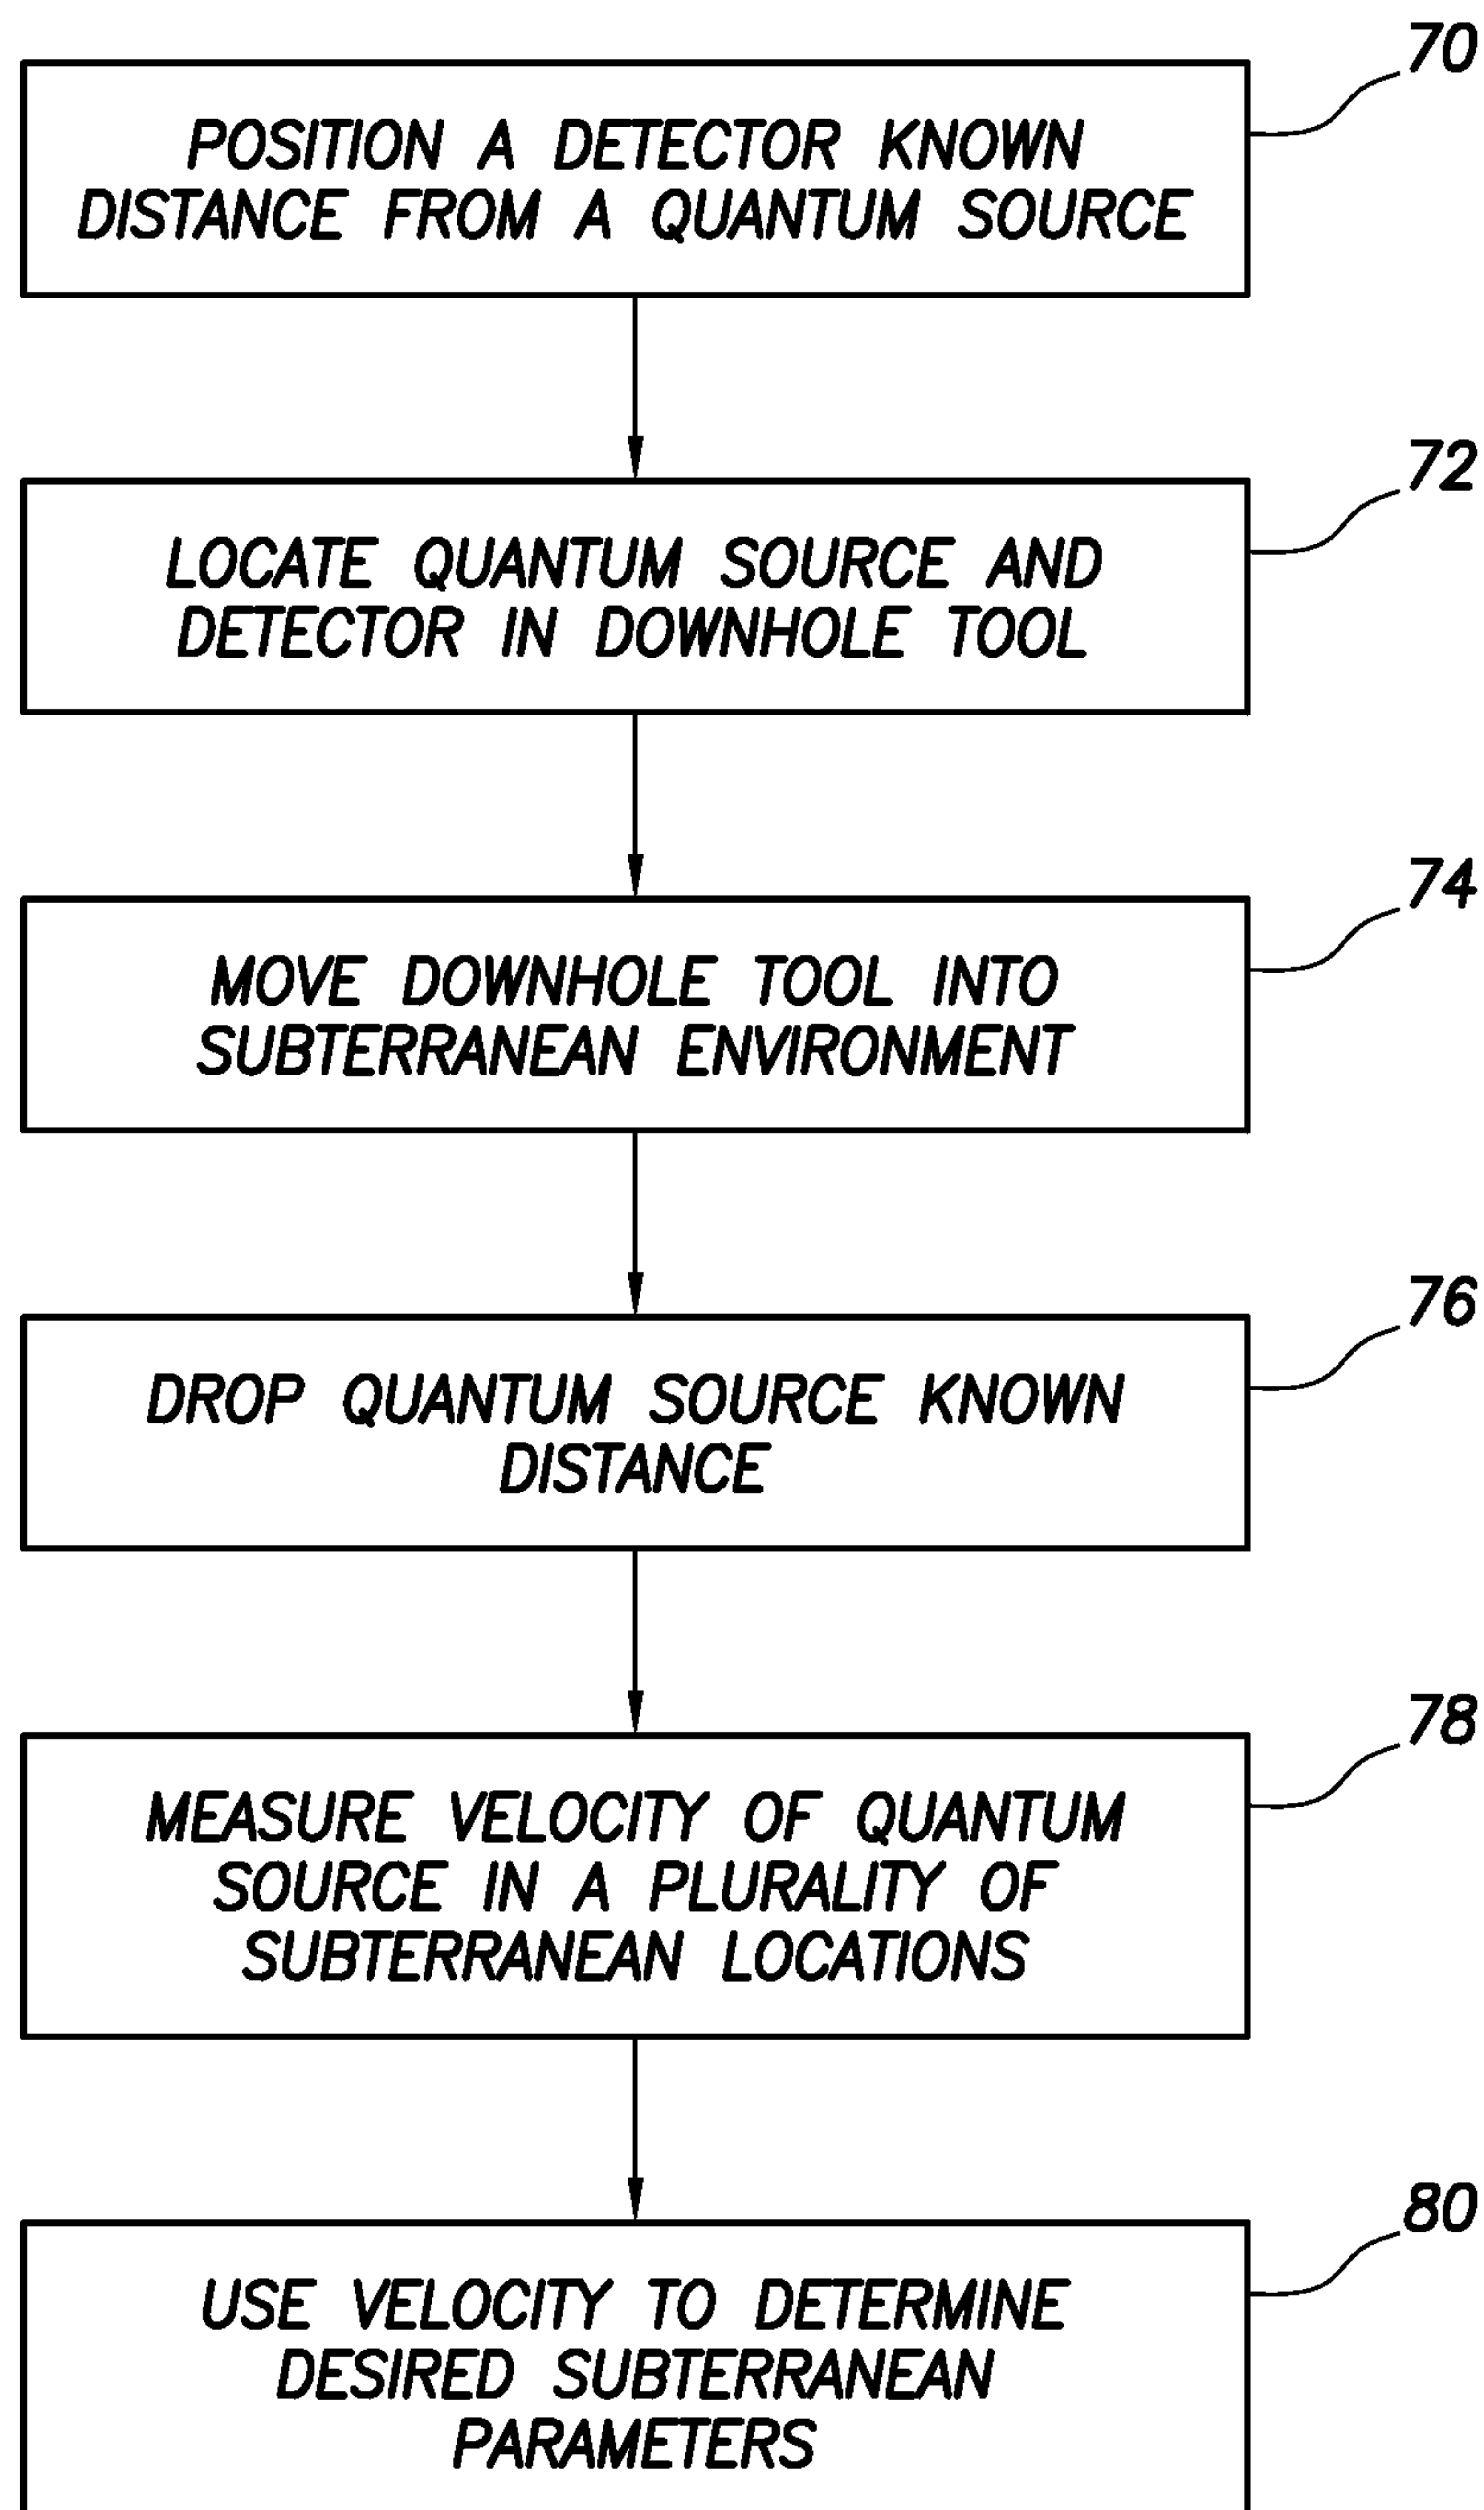 70
POSITION A DETECTOR KNOWN
DISTANCE FROM A QUANTUM SOURCE
72
LOCATE QUANTUM SOURCE AND
DETECTOR IN DOWNHOLE TOOL
74
MOVE DOWNHOLE TOOL INTO
SUBTERRANEAN ENVIRONMENT
76
DROP QUANTUM SOURCE KNOWN
DISTANCE
78
MEASURE VELOCITY OF QUANTUM
SOURCE IN A PLURALITY OF
SUBTERRANEAN LOCATIONS
80
USE VELOCITY TO DETERMINE
DESIRED SUBTERRANEAN
PARAMETERS